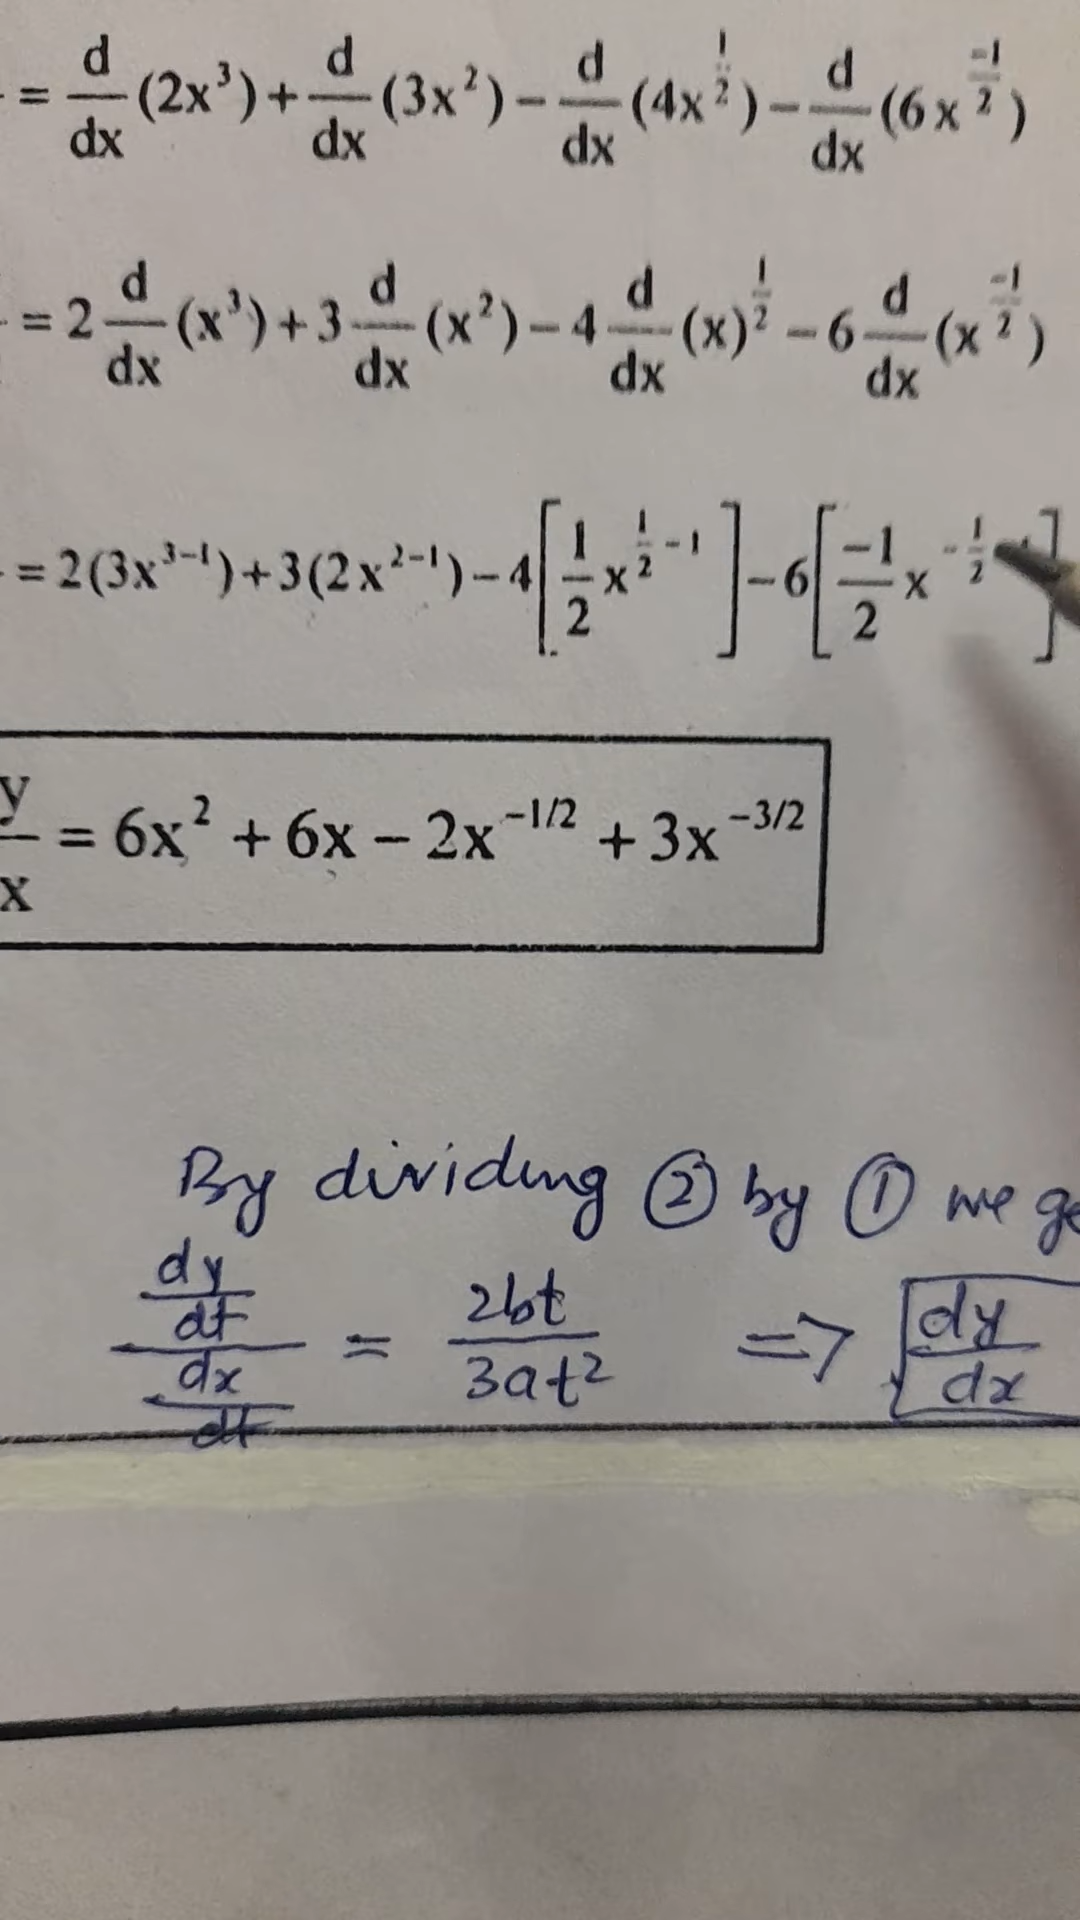 = d/dx (2x³) + d/dx (3x²) − d/dx (4x^(1/2)) − d/dx (6x^(−1/2))
= 2 d/dx (x³) + 3 d/dx (x²) − 4 d/dx (x)^(1/2) − 6 d/dx (x^(−1/2))
= 2(3x^(3−1)) + 3(2x^(2−1)) − 4[1/2 x^(1/2 − 1)] − 6[−1/2 x^(−1/2)]
y/x = 6x² + 6x − 2x^(−1/2) + 3x^(−3/2)
By dividing ② by ① we ge
(dy/dt)/(dx/dt) = 2bt/3at² => dy/dx